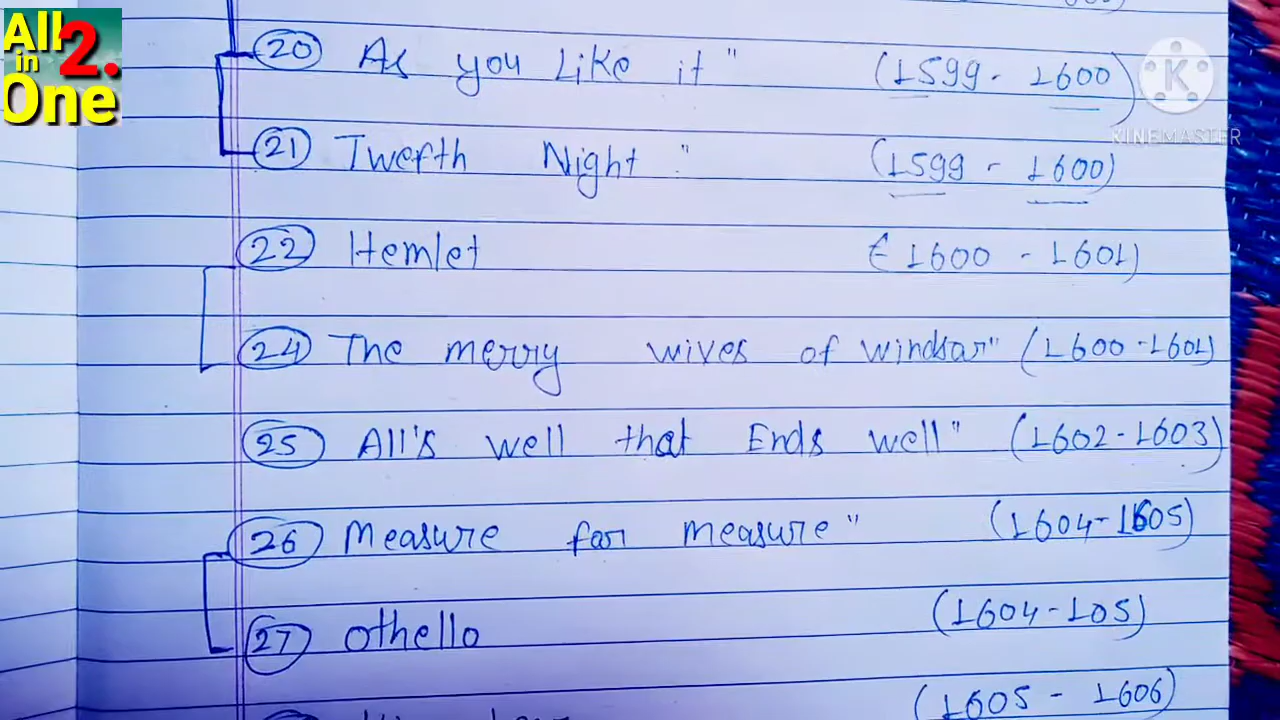 All 2.
in
One
KINEMASTER
20 As you Like it" (1599 - 1600)
21 Twefth Night " (1599 - 1600)
22 Hemlet (1600 - 1601)
24 The merry wives of windsar" (1600 - 1601)
25 All's well that Ends well" (1602 - 1603)
26 Measure for measure" (1604 - 1605)
27 Othello (1604 - 105)
(1605 - 1606)